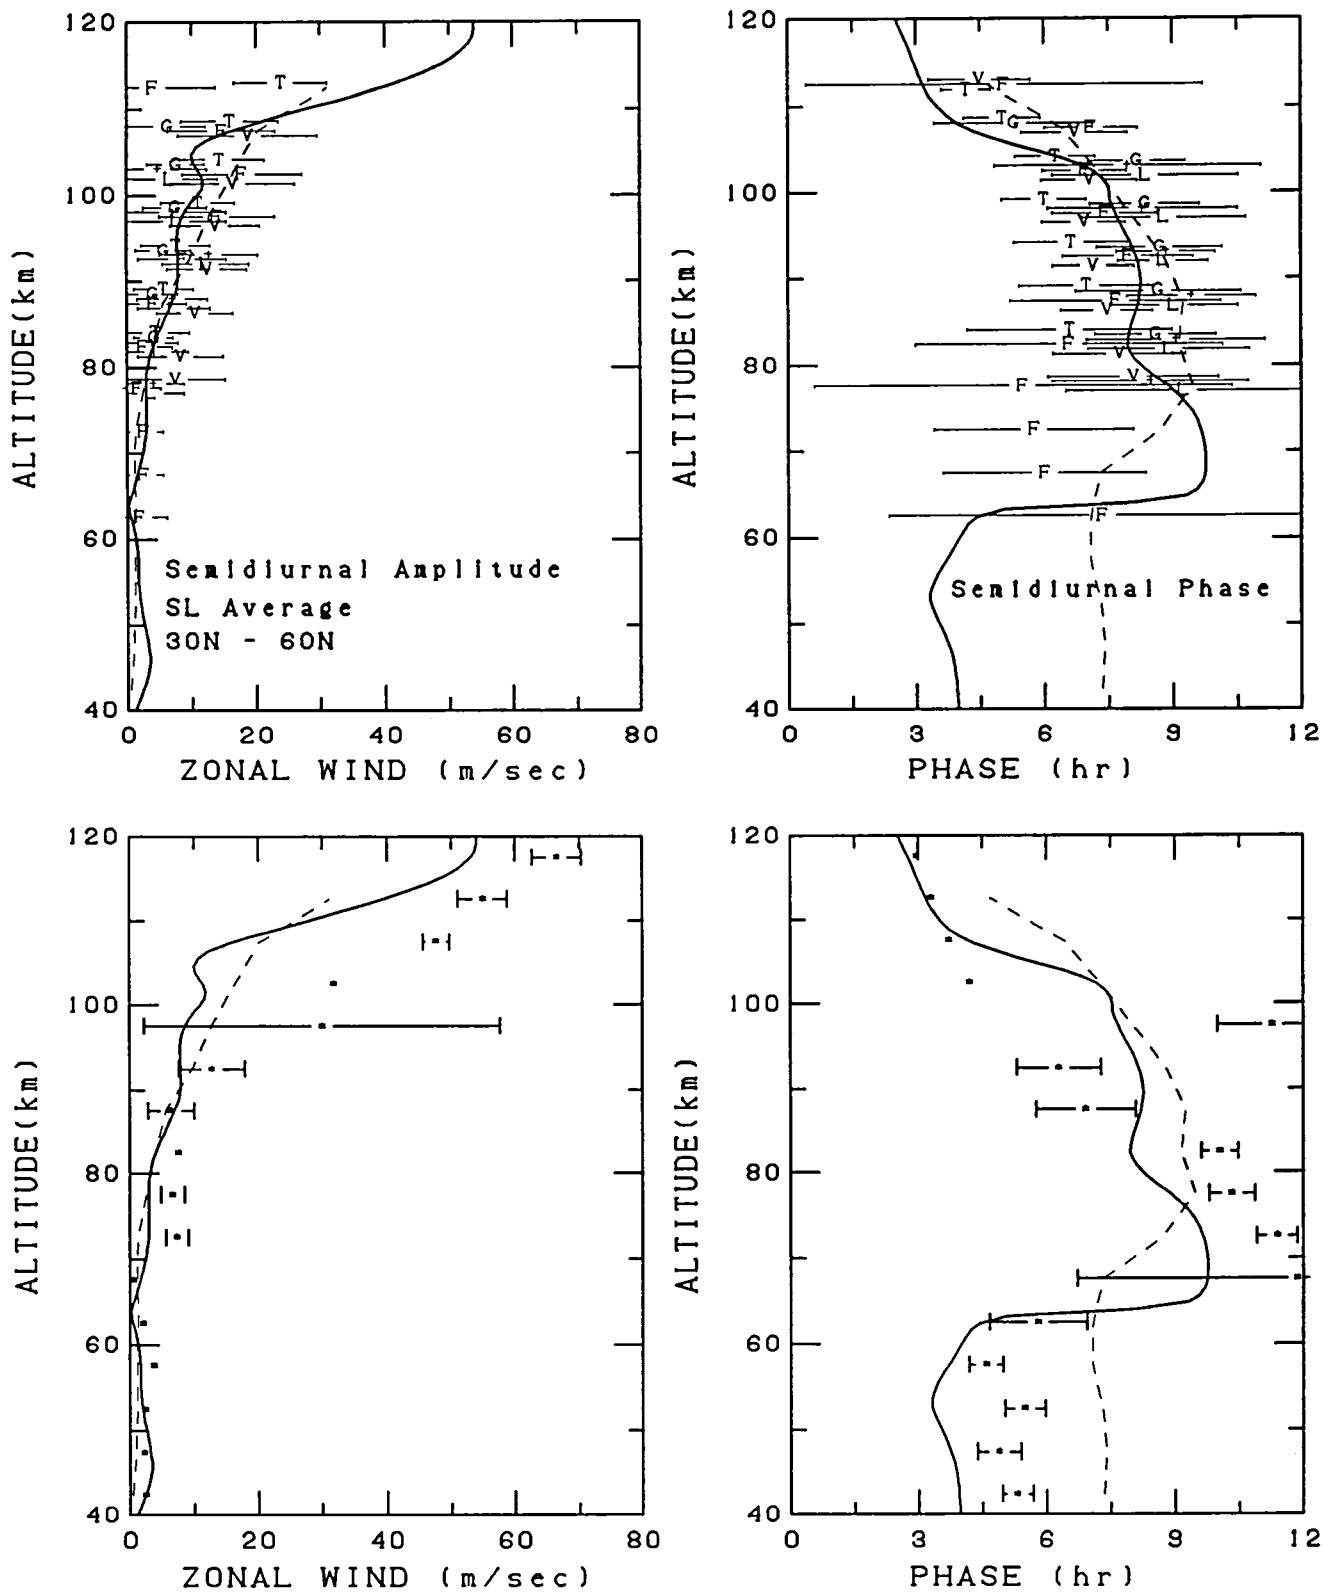 120
100
80
60
40
ALTITUDE(km)
Semidiurnal Amplitude
SL Average
30N - 60N
0 20 40 60 80
ZONAL WIND (m/sec)
120
100
80
60
40
ALTITUDE(km)
Semidiurnal Phase
0 3 6 9 12
PHASE (hr)
120
100
80
60
40
ALTITUDE(km)
0 20 40 60 80
ZONAL WIND (m/sec)
120
100
80
60
40
ALTITUDE(km)
0 3 6 9 12
PHASE (hr)